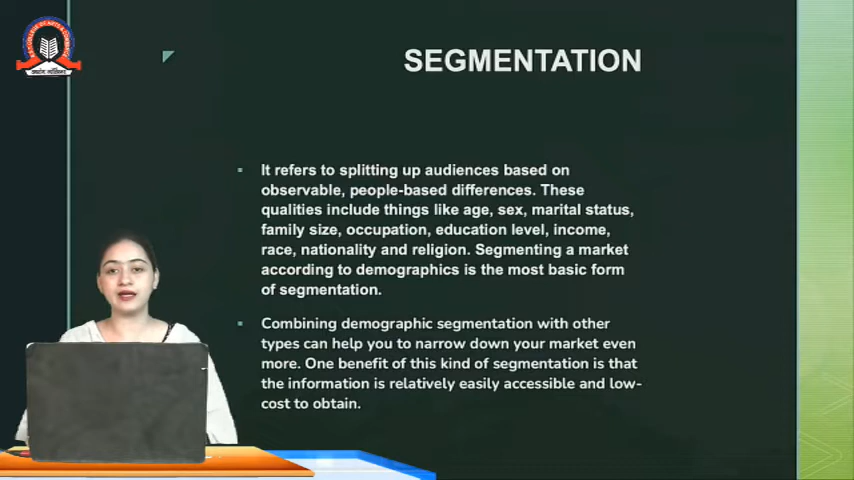 SEGMENTATION
It refers to splitting up audiences based on
observable, people-based differences. These
qualities include things like age, sex, marital status,
family size, occupation, education level, income,
race, nationality and religion. Segmenting a market
according to demographics is the most basic form
of segmentation.
Combining demographic segmentation with other
types can help you to narrow down your market even
more. One benefit of this kind of segmentation is that
the information is relatively easily accessible and low-
cost to obtain.